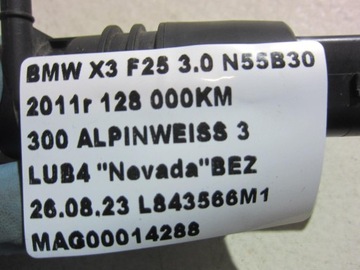 BMW X3 F25 3.0 N55B30
2011r 128 000KM
300 ALPINWEISS 3
LUB4 "Nevada"BEZ
26.08.23 L843566M1
MAG00014288